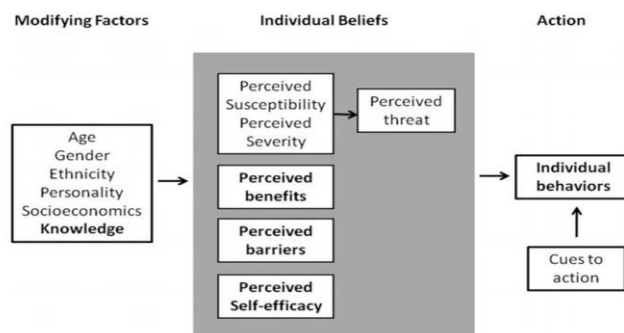 Modifying Factors
Individual Beliefs
Action
Age
Gender
Ethnicity
Personality
Socioeconomics
Knowledge
Perceived
Susceptibility
Perceived
Severity
Perceived
threat
Perceived
benefits
Perceived
barriers
Perceived
Self-efficacy
Individual
behaviors
Cues to
action